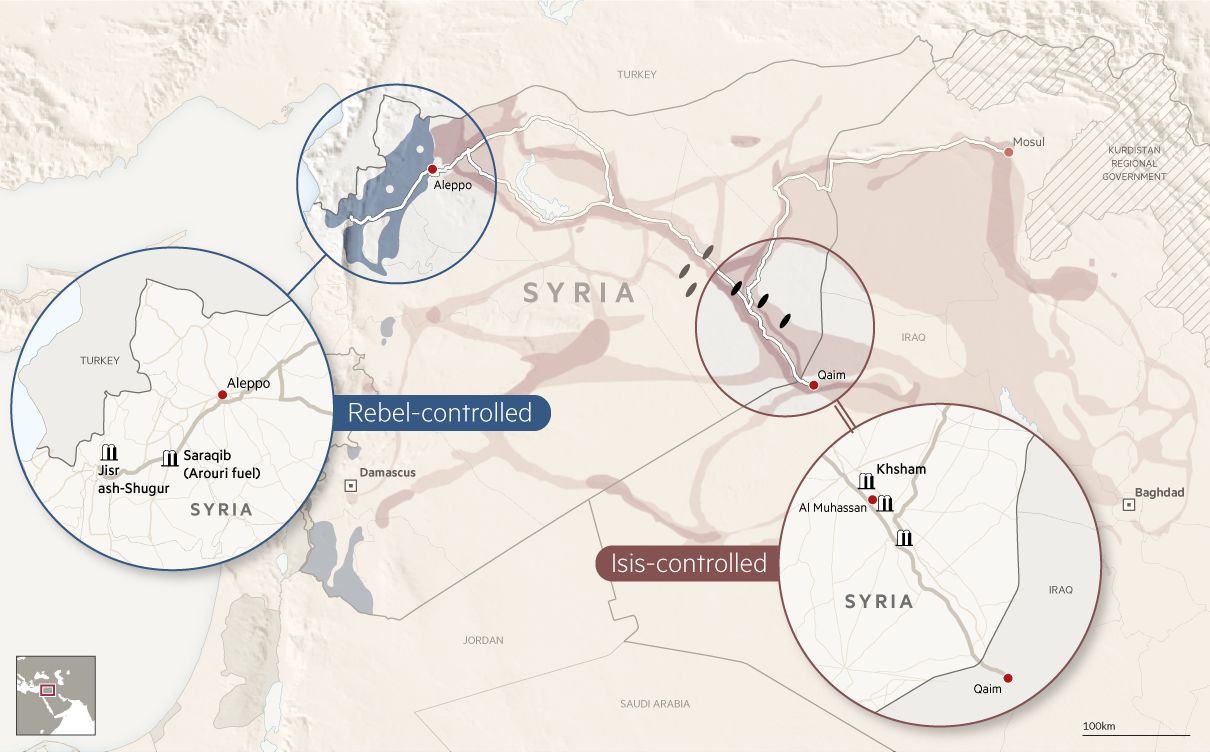 TURKEY
Mosul
KURDISTAN
REGIONAL
GOVERNMENT
Aleppo
SYRIA
IRAQ
Qaim
TURKEY
Aleppo
Rebel-controlled
Jisr
ash-Shugur
Saraqib
(Arouri fuel)
SYRIA
Damascus
Khsham
Al Muhassan
Baghdad
Isis-controlled
SYRIA
IRAQ
JORDAN
Qaim
SAUDI ARABIA
100km